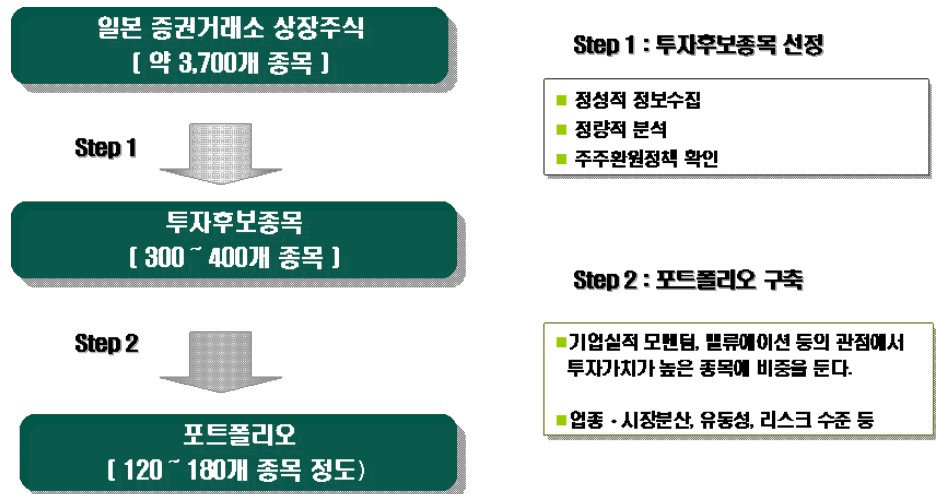 일본 증권거래소 상장주식
[ 약 3,700개 종목 ]
Step 1
투자후보종목
[ 300 ~ 400개 종목 ]
Step 2
포트폴리오
[ 120 ~ 180개 종목 정도)
Step 1 : 투자후보종목 선정
■ 정성적 정보수집
■ 정량적 분석
■ 주주환원정책 확인
Step 2 : 포트폴리오 구축
■기업실적 모멘텀, 밸류에이션 등의 관점에서
투자가치가 높은 종목에 비중을 둔다.
■업종 · 시장분산, 유동성, 리스크 수준 등